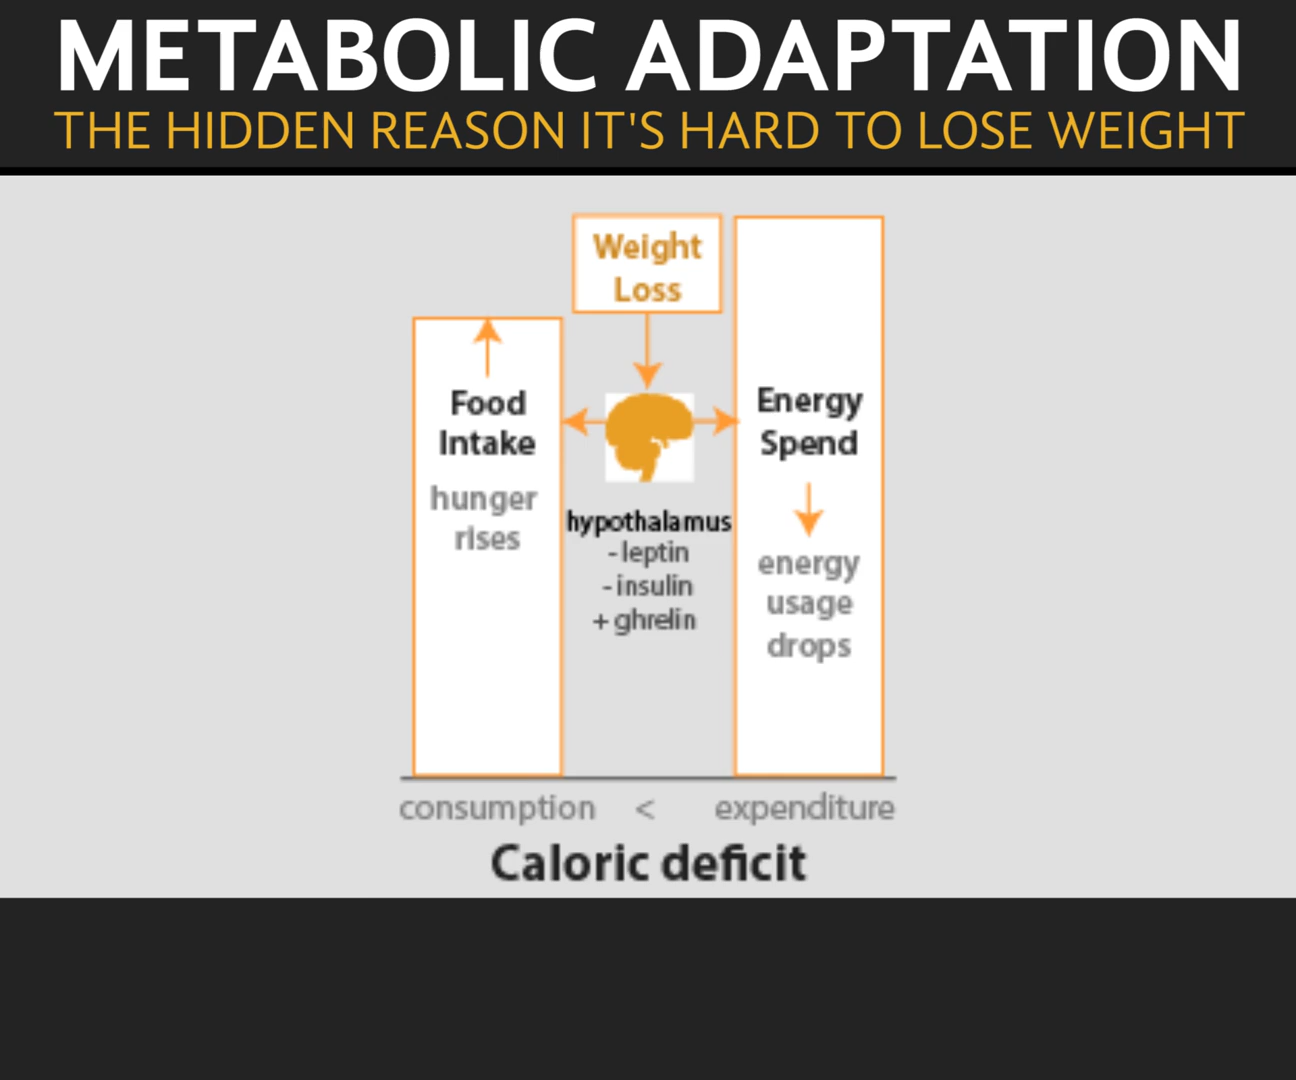 METABOLIC ADAPTATION
THE HIDDEN REASON IT'S HARD TO LOSE WEIGHT
Weight
Loss
Food
Intake
hunger
rises
hypothalamus
- leptin
- insulin
+ ghrelin
Energy
Spend
energy
usage
drops
consumption < expenditure
Caloric deficit